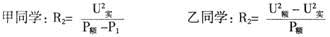 甲同学: R₂= U²实 / (P额 -P₁) 乙同学: R₂= (U²额 - U²实) / P额